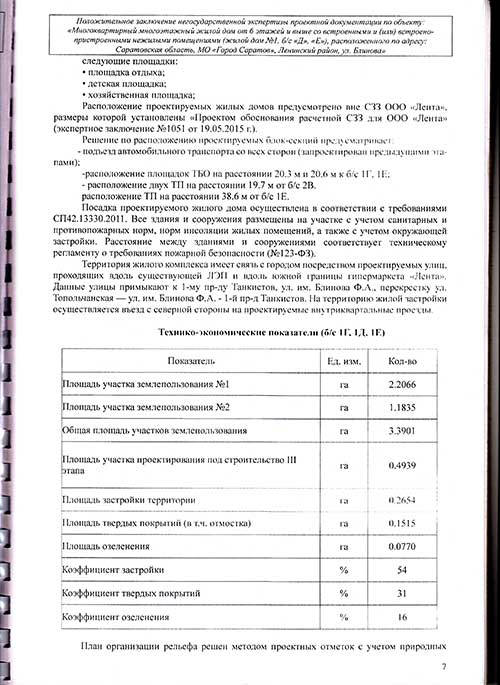 Положительное заключение негосударственной экспертизы проектной документации по объекту:
«Многоквартирный многоэтажный жилой дом от 6 этажей и выше со встроенными и (или) встроено-
пристроенными нежилыми помещениями (жилой дом №1, б/с «Д», «Е»), расположенного по адресу:
Саратовская область, МО «Город Саратов», Ленинский район, ул. Блинова»
следующие площадки:
• площадка отдыха;
• детская площадка;
• хозяйственная площадка;
Расположение проектируемых жилых домов предусмотрено вне СЗЗ ООО «Лента»,
размеры которой установлены «Проектом обоснования расчетной СЗЗ для ООО «Лента»
(экспертное заключение №1051 от 19.05.2015 г.).
Решение по расположению проектируемых блок-секций предусматривает:
- подъезд автомобильного транспорта со всех сторон (запроектирован предыдущими эта-
пами);
-расположение площадок ТБО на расстоянии 20.3 м и 20.6 м к б/с 1Г, 1Е;
- расположение двух ТП на расстоянии 19.7 м от б/с 2В.
расположение ТП на расстоянии 38.6 м от б/с 1Е.
Посадка проектируемого жилого дома осуществлена в соответствии с требованиями
СП42.13330.2011. Все здания и сооружения размещены на участке с учетом санитарных и
противопожарных норм, норм инсоляции жилых помещений, а также с учетом окружающей
застройки. Расстояние между зданиями и сооружениями соответствует техническому
регламенту о требованиях пожарной безопасности (№123-ФЗ).
Территория жилого комплекса имеет связь с городом посредством проектируемых улиц,
проходящих вдоль существующей ЛЭП и вдоль южной границы гипермаркета «Лента».
Данные улицы примыкают к 1-му пр-ду Танкистов, ул. им. Блинова Ф.А., перекрестку ул.
Топольчанская — ул. им. Блинова Ф.А. - 1-й пр-д Танкистов. На территорию жилой застройки
осуществляется въезд с северной стороны на проектируемые внутриквартальные проезды.
Технико-экономические показатели (б/с 1Г, 1Д, 1Е)
Показатель Ед. изм. Кол-во
Площадь участка землепользования №1 га 2.2066
Площадь участка землепользования №2 га 1.1835
Общая площадь участков землепользования га 3.3901
Площадь участка проектирования под строительство III
этапа га 0.4939
Площадь застройки территории га 0.2654
Площадь твердых покрытий (в т.ч. отмостка) га 0.1515
Площадь озеленения га 0.0770
Коэффициент застройки % 54
Коэффициент твердых покрытий % 31
Коэффициент озеленения % 16
План организации рельефа решен методом проектных отметок с учетом природных
7